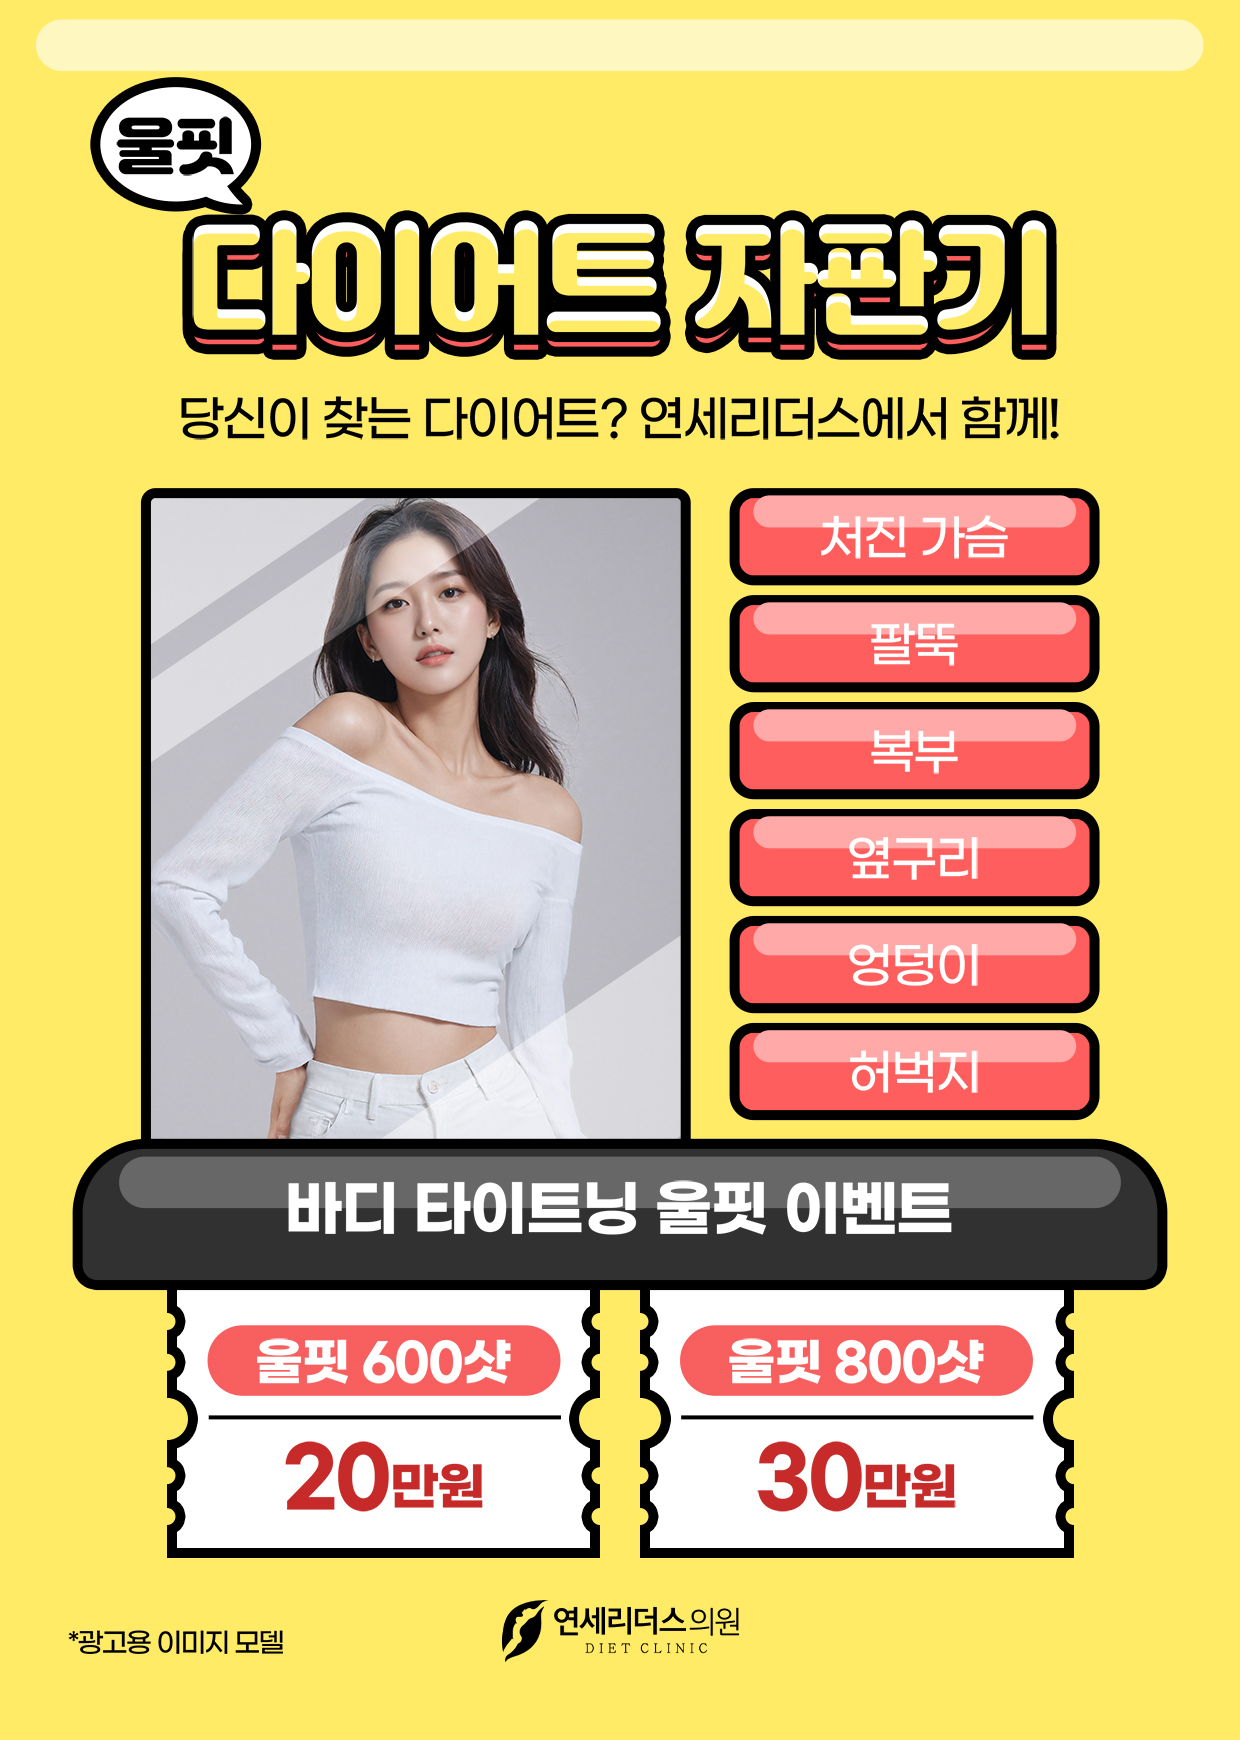 울핏
다이어트 자판기
당신이 찾는 다이어트? 연세리더스에서 함께!
처진 가슴
팔뚝
복부
옆구리
엉덩이
허벅지
바디 타이트닝 울핏 이벤트
울핏 600샷
20만원
울핏 800샷
30만원
*광고용 이미지 모델
연세리더스의원
DIET CLINIC